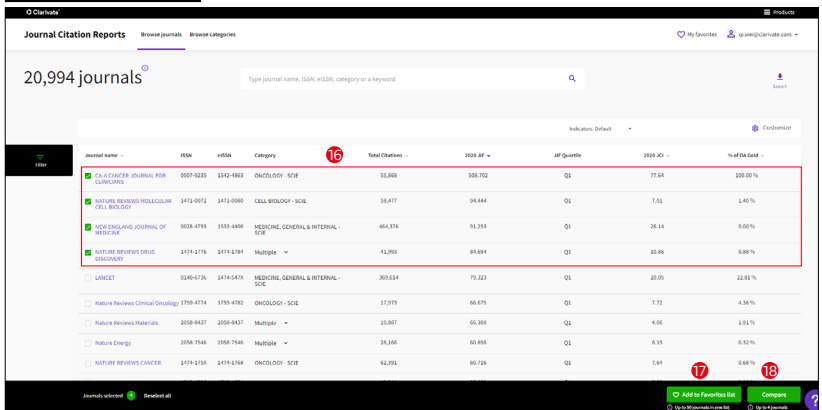 Clarivate
Products
Journal Citation Reports Browse journals Browse categories My favorites qi.wei@clarivate.com
20,994 journals
Type journal name, ISSN, eISSN, category or a keyword
Export
Indicators: Default Customize
Filter
Journal name ISSN eISSN Category 16 Total Citations 2020 JIF JIF Quartile 2020 JCI % of OA Gold
CA-A CANCER JOURNAL FOR CLINICIANS 0007-9235 1542-4863 ONCOLOGY - SCIE 55,868 508.702 Q1 77.64 100.00 %
NATURE REVIEWS MOLECULAR CELL BIOLOGY 1471-0072 1471-0080 CELL BIOLOGY - SCIE 58,477 94.444 Q1 7.01 1.40 %
NEW ENGLAND JOURNAL OF MEDICINE 0028-4793 1533-4406 MEDICINE, GENERAL & INTERNAL - SCIE 464,376 91.253 Q1 26.14 0.00 %
NATURE REVIEWS DRUG DISCOVERY 1474-1776 1474-1784 Multiple 41,993 84.694 Q1 10.86 0.88 %
LANCET 0140-6736 1474-547X MEDICINE, GENERAL & INTERNAL - SCIE 369,614 79.323 Q1 20.05 22.81 %
Nature Reviews Clinical Oncology 1759-4774 1759-4782 ONCOLOGY - SCIE 17,973 66.675 Q1 7.72 4.38 %
Nature Reviews Materials 2058-8437 2058-8437 Multiple 19,887 66.308 Q1 4.06 1.91 %
Nature Energy 2058-7546 2058-7546 Multiple 28,166 60.858 Q1 8.15 0.32 %
NATURE REVIEWS CANCER 1474-175X 1474-1768 ONCOLOGY - SCIE 62,391 60.716 Q1 7.64 0.68 %
17 18
Journals selected 4 Deselect all Add to Favorites list Compare ?
Up to 50 journals in one list Up to 4 journals